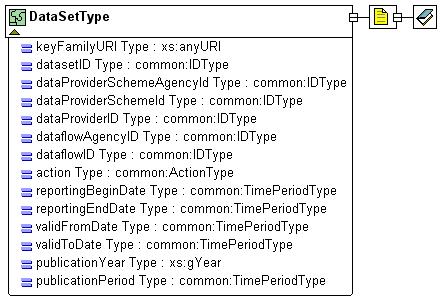 DataSetType
keyFamilyURI Type : xs:anyURI
datasetID Type : common:IDType
dataProviderSchemeAgencyId Type : common:IDType
dataProviderSchemeId Type : common:IDType
dataProviderID Type : common:IDType
dataflowAgencyID Type : common:IDType
dataflowID Type : common:IDType
action Type : common:ActionType
reportingBeginDate Type : common:TimePeriodType
reportingEndDate Type : common:TimePeriodType
validFromDate Type : common:TimePeriodType
validToDate Type : common:TimePeriodType
publicationYear Type : xs:gYear
publicationPeriod Type : common:TimePeriodType